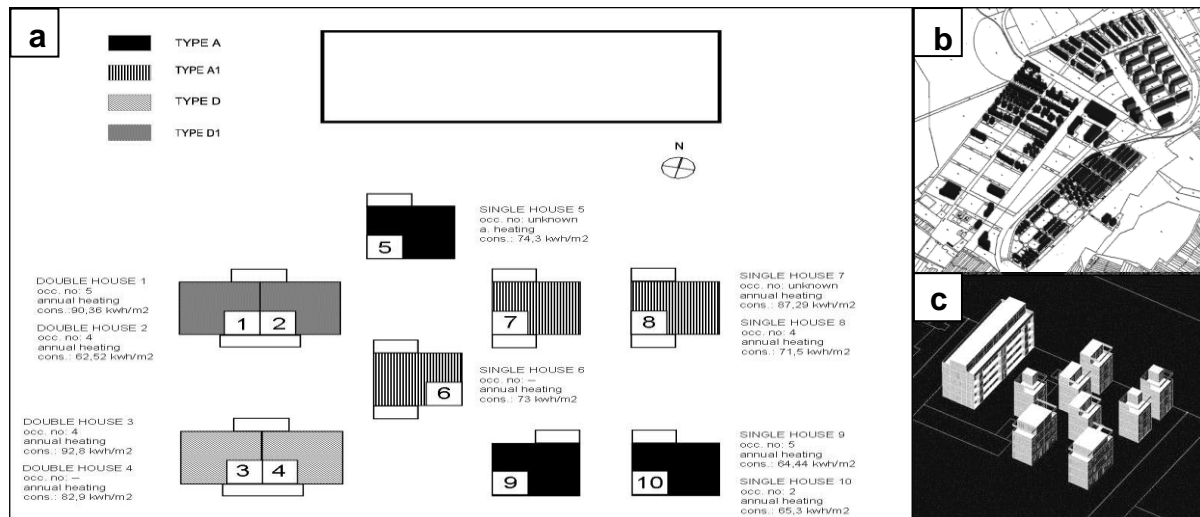 a
TYPE A
TYPE A1
TYPE D
TYPE D1
N
5
SINGLE HOUSE 5
occ. no: unknown
a. heating
cons.: 74,3 kwh/m2
DOUBLE HOUSE 1
occ. no: 5
annual heating
cons.:90,36 kwh/m2
DOUBLE HOUSE 2
occ. no: 4
annual heating
cons.: 62,52 kwh/m2
1 2
7
8
SINGLE HOUSE 7
occ. no: unknown
annual heating
cons.: 87,29 kwh/m2
SINGLE HOUSE 8
occ. no: 4
annual heating
cons.: 71,5 kwh/m2
6
SINGLE HOUSE 6
occ. no: –
annual heating
cons.: 73 kwh/m2
DOUBLE HOUSE 3
occ. no: 4
annual heating
cons.: 92,8 kwh/m2
DOUBLE HOUSE 4
occ. no: –
annual heating
cons.: 82,9 kwh/m2
3 4
9
10
SINGLE HOUSE 9
occ. no: 5
annual heating
cons.: 64,44 kwh/m2
SINGLE HOUSE 10
occ. no: 2
annual heating
cons.: 65,3 kwh/m2
b
c